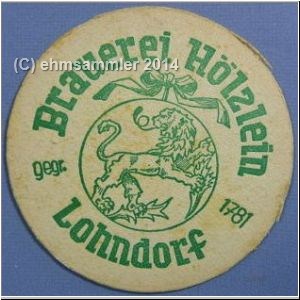 (C) ehmsammler 2014
Brauerei Hölzlein
gegr. 1781
Lohndorf